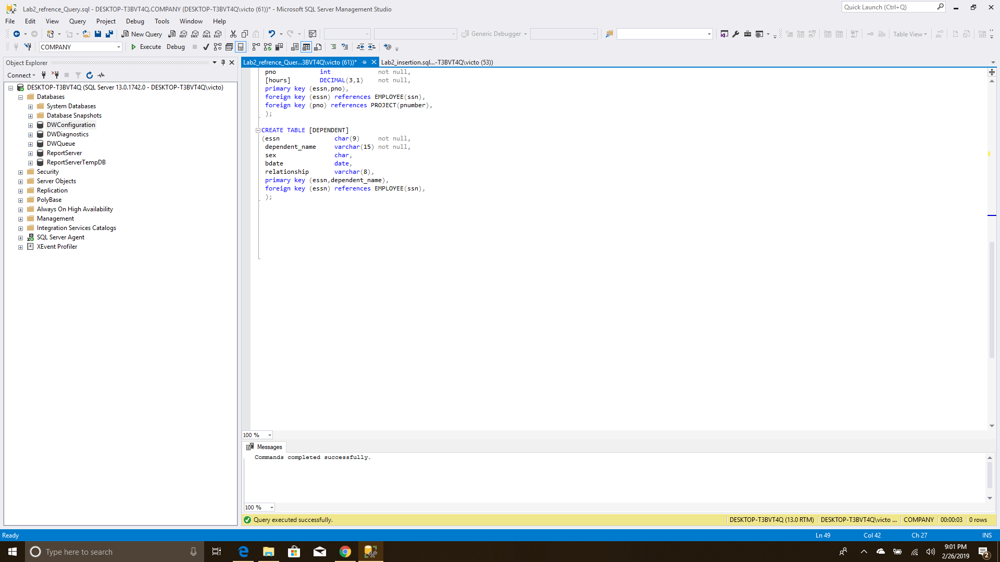 Lab2_refrence_Query.sql - DESKTOP-T3BVT4Q.COMPANY (DESKTOP-T3BVT4Q\victo (61))* - Microsoft SQL Server Management Studio
Quick Launch (Ctrl+Q)
File Edit View Query Project Debug Tools Window Help
New Query
MDX DMX XMLA DAX
Generic Debugger
Table View
COMPANY
Execute Debug
Object Explorer
Lab2_refrence_Quer...3BVT4Q\victo (61))*
Lab2_insertion.sql...-T3BVT4Q\victo (53))
Connect
DESKTOP-T3BVT4Q (SQL Server 13.0.1742.0 - DESKTOP-T3BVT4Q\victo)
Databases
System Databases
Database Snapshots
DWConfiguration
DWDiagnostics
DWQueue
ReportServer
ReportServerTempDB
Security
Server Objects
Replication
PolyBase
Always On High Availability
Management
Integration Services Catalogs
SQL Server Agent
XEvent Profiler
pno int not null,
[hours] DECIMAL(3,1) not null,
primary key (essn,pno),
foreign key (essn) references EMPLOYEE(ssn),
foreign key (pno) references PROJECT(pnumber),
);
CREATE TABLE [DEPENDENT]
(essn char(9) not null,
dependent_name varchar(15) not null,
sex char,
bdate date,
relationship varchar(8),
primary key (essn,dependent_name),
foreign key (essn) references EMPLOYEE(ssn),
);
100 %
Messages
Commands completed successfully.
100 %
Query executed successfully.
DESKTOP-T3BVT4Q (13.0 RTM) DESKTOP-T3BVT4Q\victo ... COMPANY 00:00:03 0 rows
Ready
Ln 49 Col 42 Ch 27 INS
Type here to search
9:01 PM
2/26/2019
2